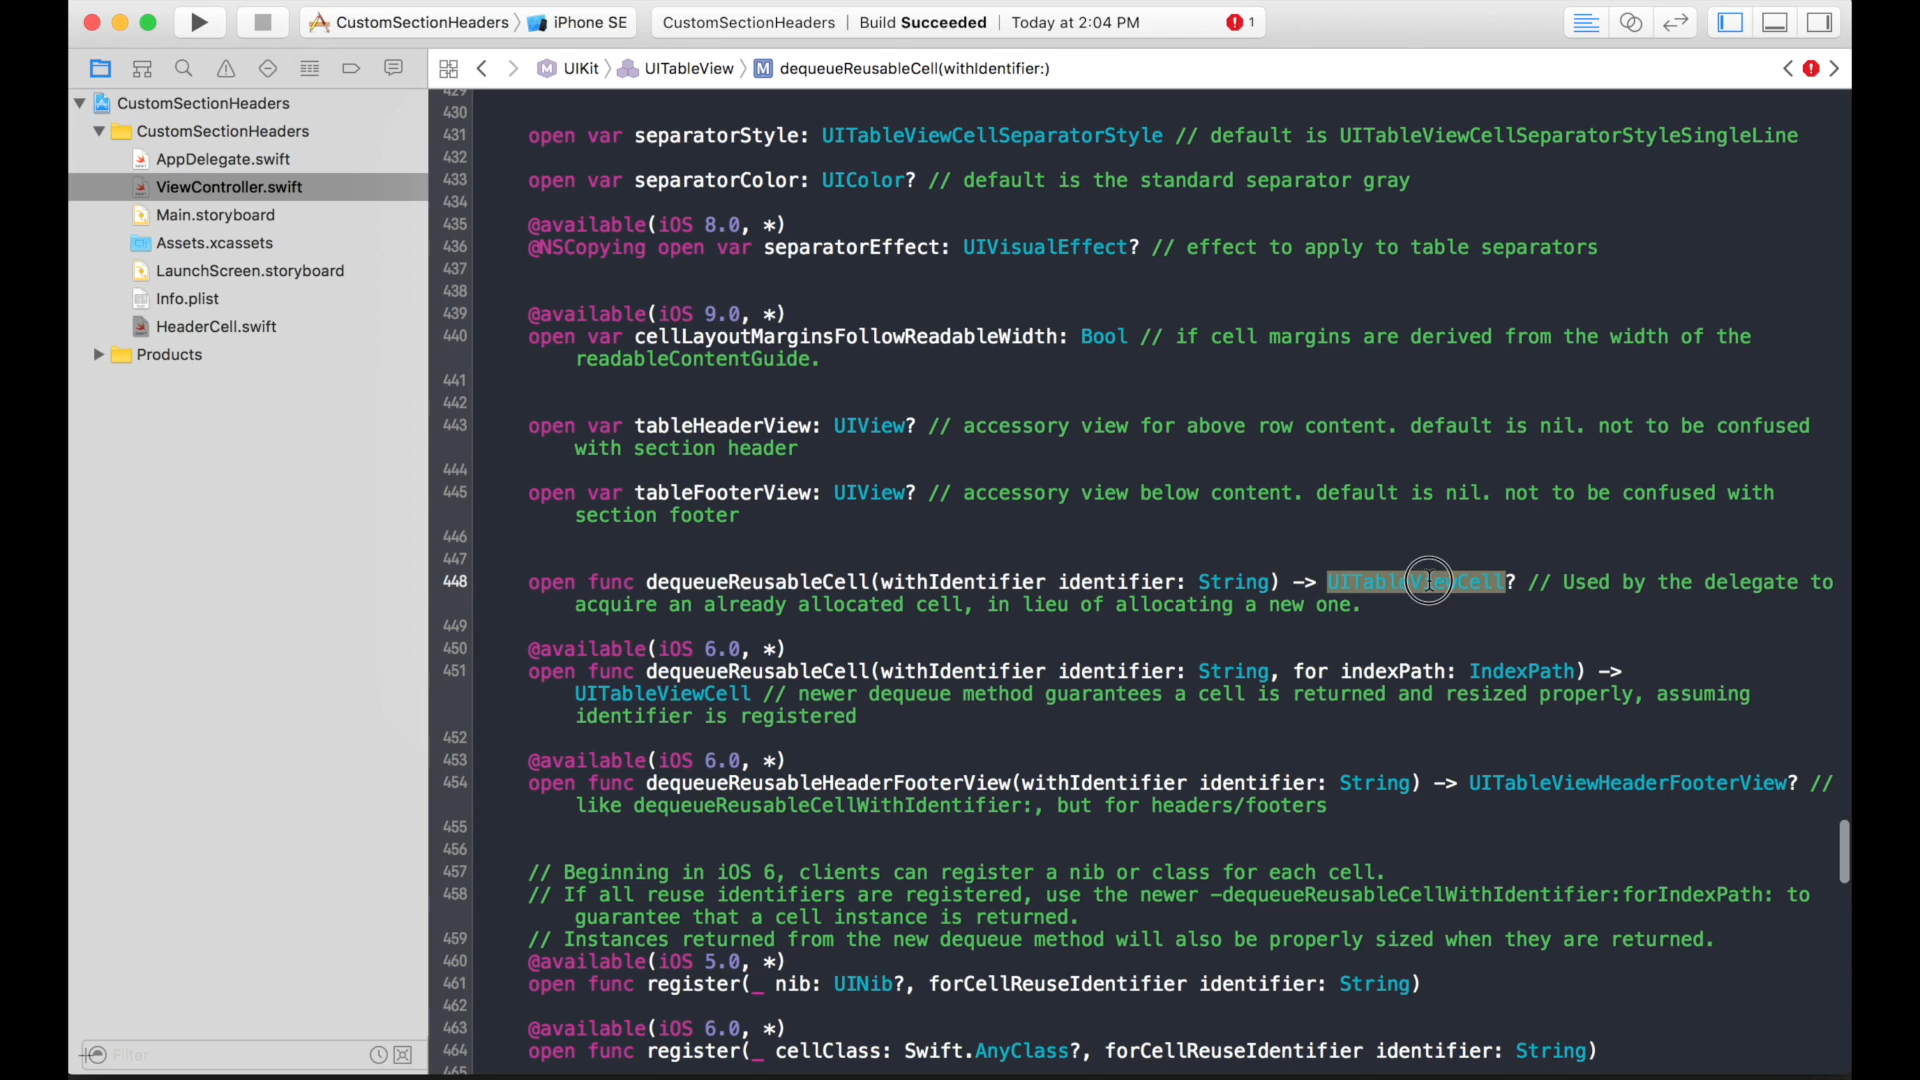 CustomSectionHeaders 〉 iPhone SE
CustomSectionHeaders | Build Succeeded | Today at 2:04 PM
1
UIKit 〉 UITableView 〉 M dequeueReusableCell(withIdentifier:)
CustomSectionHeaders
CustomSectionHeaders
AppDelegate.swift
ViewController.swift
Main.storyboard
Assets.xcassets
LaunchScreen.storyboard
Info.plist
HeaderCell.swift
Products
Filter
429
430
431 open var separatorStyle: UITableViewCellSeparatorStyle // default is UITableViewCellSeparatorStyleSingleLine
432
433 open var separatorColor: UIColor? // default is the standard separator gray
434
435 @available(iOS 8.0, *)
436 @NSCopying open var separatorEffect: UIVisualEffect? // effect to apply to table separators
437
438
439 @available(iOS 9.0, *)
440 open var cellLayoutMarginsFollowReadableWidth: Bool // if cell margins are derived from the width of the
readableContentGuide.
441
442
443 open var tableHeaderView: UIView? // accessory view for above row content. default is nil. not to be confused
with section header
444
445 open var tableFooterView: UIView? // accessory view below content. default is nil. not to be confused with
section footer
446
447
448 open func dequeueReusableCell(withIdentifier identifier: String) -> UITableViewCell? // Used by the delegate to
acquire an already allocated cell, in lieu of allocating a new one.
449
450 @available(iOS 6.0, *)
451 open func dequeueReusableCell(withIdentifier identifier: String, for indexPath: IndexPath) ->
UITableViewCell // newer dequeue method guarantees a cell is returned and resized properly, assuming
identifier is registered
452
453 @available(iOS 6.0, *)
454 open func dequeueReusableHeaderFooterView(withIdentifier identifier: String) -> UITableViewHeaderFooterView? //
like dequeueReusableCellWithIdentifier:, but for headers/footers
455
456
457 // Beginning in iOS 6, clients can register a nib or class for each cell.
458 // If all reuse identifiers are registered, use the newer -dequeueReusableCellWithIdentifier:forIndexPath: to
guarantee that a cell instance is returned.
459 // Instances returned from the new dequeue method will also be properly sized when they are returned.
460 @available(iOS 5.0, *)
461 open func register(_ nib: UINib?, forCellReuseIdentifier identifier: String)
462
463 @available(iOS 6.0, *)
464 open func register(_ cellClass: Swift.AnyClass?, forCellReuseIdentifier identifier: String)
465